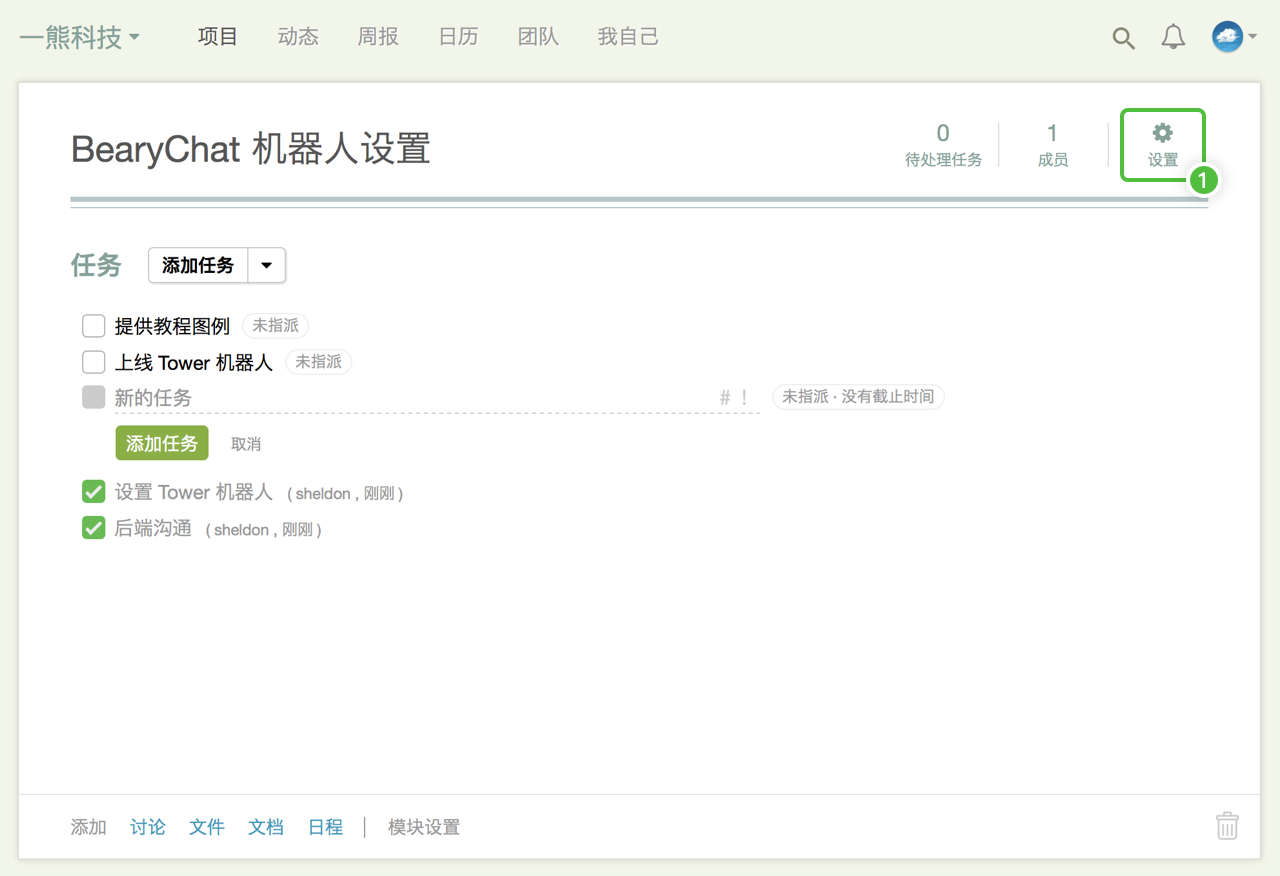 一熊科技 项目 动态 周报 日历 团队 我自己
BearyChat 机器人设置
0 待处理任务
1 成员
设置
1
任务 添加任务
提供教程图例 未指派
上线 Tower 机器人 未指派
新的任务 # ! 未指派 · 没有截止时间
添加任务 取消
设置 Tower 机器人 ( sheldon , 刚刚 )
后端沟通 ( sheldon , 刚刚 )
添加 讨论 文件 文档 日程 | 模块设置